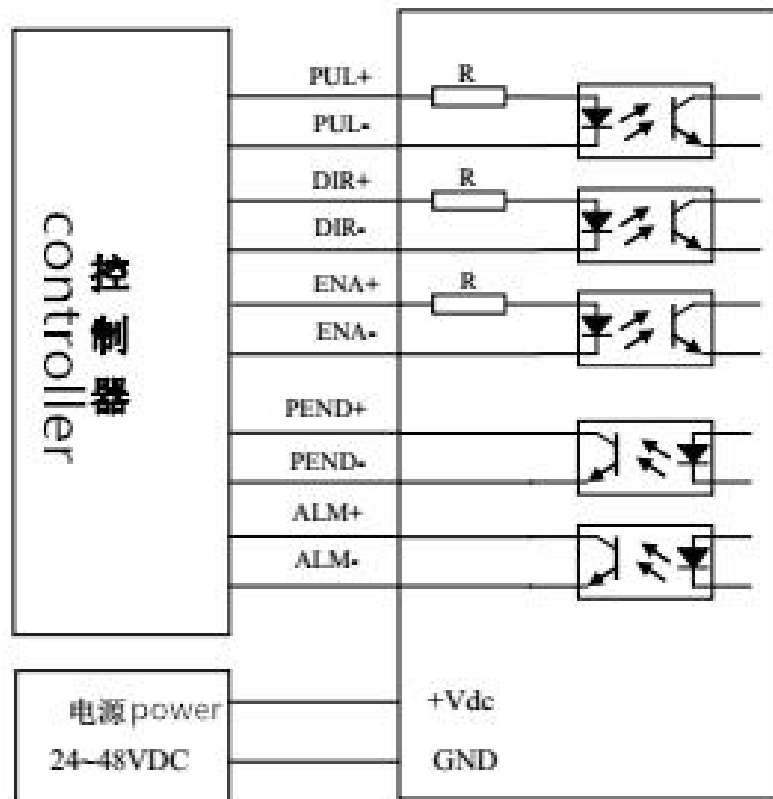 PUL+
R
PUL-
DIR+
R
DIR-
ENA+
R
ENA-
控制器
controller
PEND+
PEND-
ALM+
ALM-
电源power
24~48VDC
+Vdc
GND